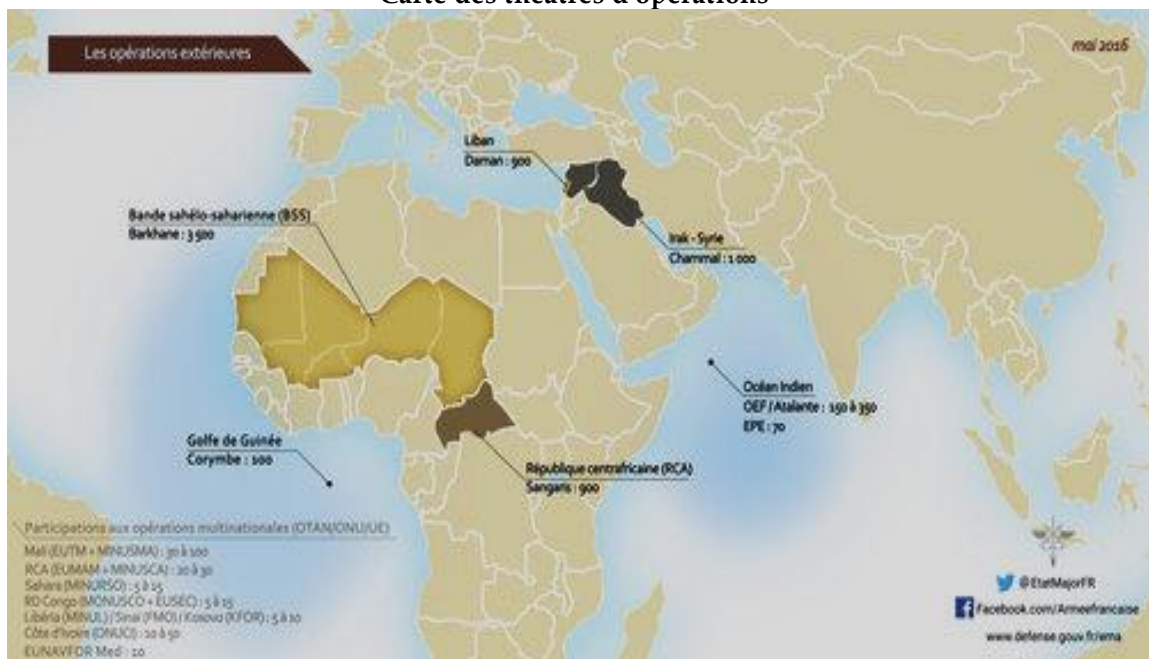 Carte des théâtres d'opérations
Les opérations extérieures
mai 2016
Liban
Daman : 900
Bande sahélo-saharienne (BSS)
Barkhane : 3 500
Irak - Syrie
Chammal : 1 000
Océan Indien
OEF / Atalante : 150 à 350
EPE : 70
Golfe de Guinée
Corymbe : 100
République centrafricaine (RCA)
Sangaris : 900
Participations aux opérations multinationales (OTAN/ONU/UE)
Mali (EUTM + MINUSMA) : 30 à 100
RCA (EUMAM + MINUSCA) : 20 à 30
Sahara (MINURSO) : 5 à 15
RD Congo (MONUSCO + EUSEC) : 5 à 15
Libéria (MINUL) / Sinaï (FMO) / Kosovo (KFOR) : 5 à 10
Côte d'Ivoire (ONUCI) : 10 à 50
EUNAVFOR Med : 10
@EtatMajorFR
Facebook.com/Armeefrancaise
www.defense.gouv.fr/ema